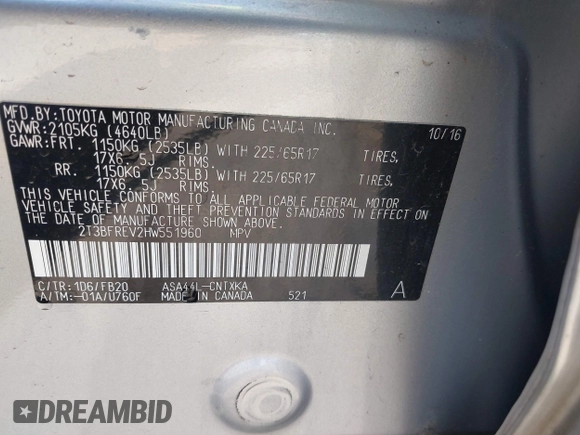 MFD.BY:TOYOTA MOTOR MANUFACTURING CANADA INC. 10/16
GVWR:2105KG (4640LB)
GAWR:FRT. 1150KG (2535LB) WITH 225/65R17 TIRES,
17X6.5J RIMS.
RR. 1150KG (2535LB) WITH 225/65R17 TIRES,
17X6.5J RIMS.
THIS VEHICLE CONFORMS TO ALL APPLICABLE FEDERAL MOTOR
VEHICLE SAFETY AND THEFT PREVENTION STANDARDS IN EFFECT
ON THE DATE OF MANUFACTURE SHOWN ABOVE.
2T3BFREV2HW551960 MPV
C/TR:1D6/FB20 ASA44L-CNTXKA A
A/TM:-01A/U760F MADE IN CANADA 521
DREAMBID